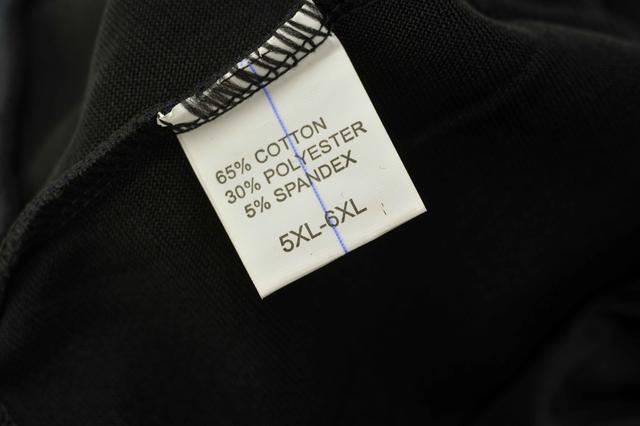 65% COTTON
30% POLYESTER
5% SPANDEX
5XL-6XL